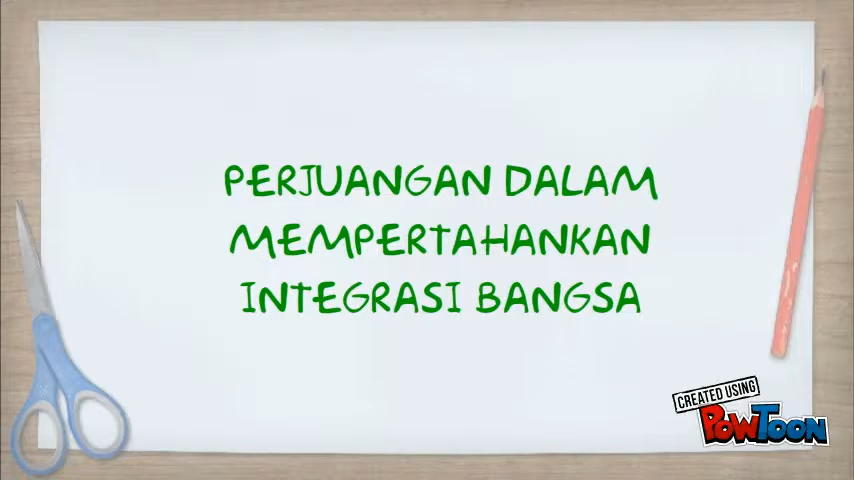 PERJUANGAN DALAM
MEMPERTAHANKAN
INTEGRASI BANGSA
CREATED USING
POWTOON